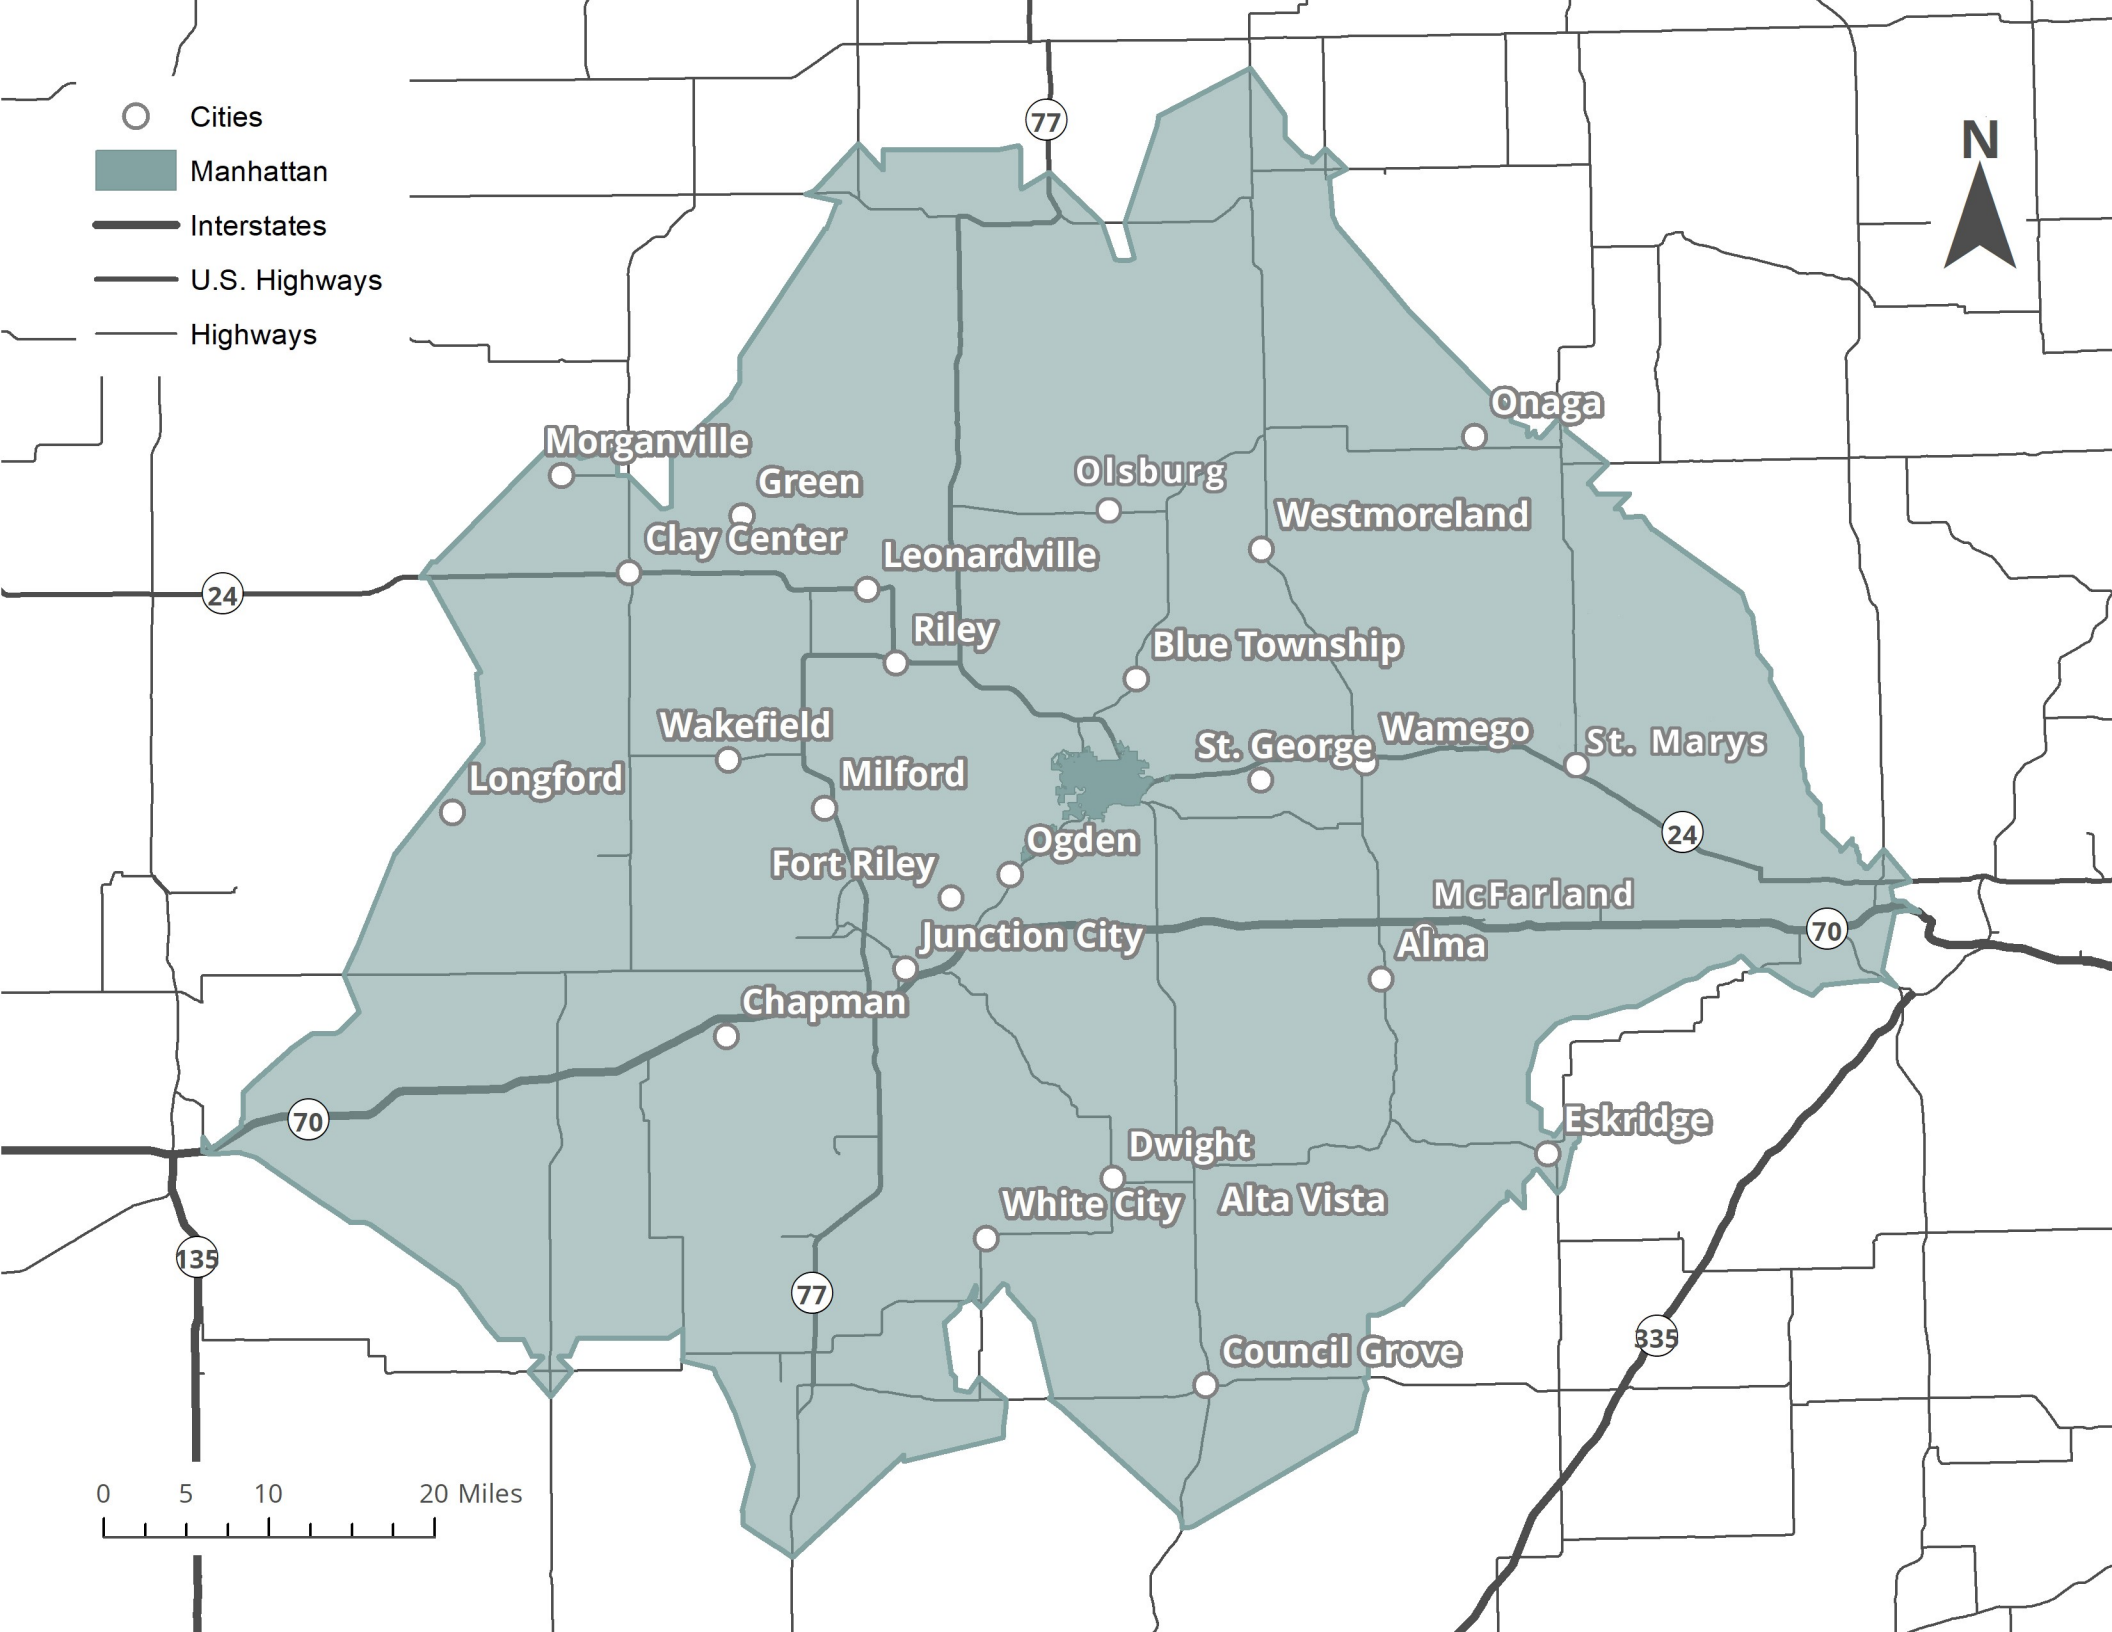 Cities
Manhattan
Interstates
U.S. Highways
Highways
77
N
Onaga
Morganville
Green
Olsburg
Westmoreland
Clay Center
Leonardville
24
Riley
Blue Township
Wakefield
St. George
Wamego
St. Marys
Longford
Milford
24
Ogden
Fort Riley
McFarland
Junction City
70
Alma
Chapman
70
Eskridge
Dwight
White City
Alta Vista
135
77
335
Council Grove
0 5 10 20 Miles